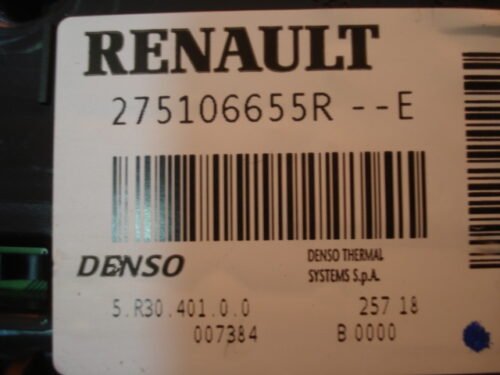 RENAULT
275106655R --E
DENSO
DENSO THERMAL
SYSTEMS S.p.A.
5.R30.401.0.0 257 18
007384 B 0000